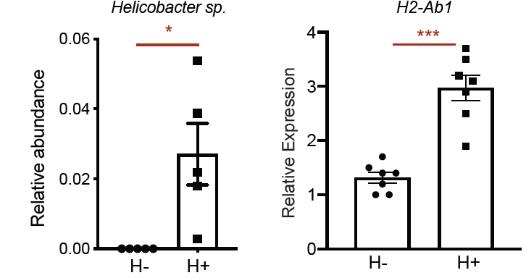 Helicobacter sp.
*
Relative abundance
0.06
0.04
0.02
0.00
H-
H+
H2-Ab1
***
Relative Expression
4
3
2
1
0
H-
H+